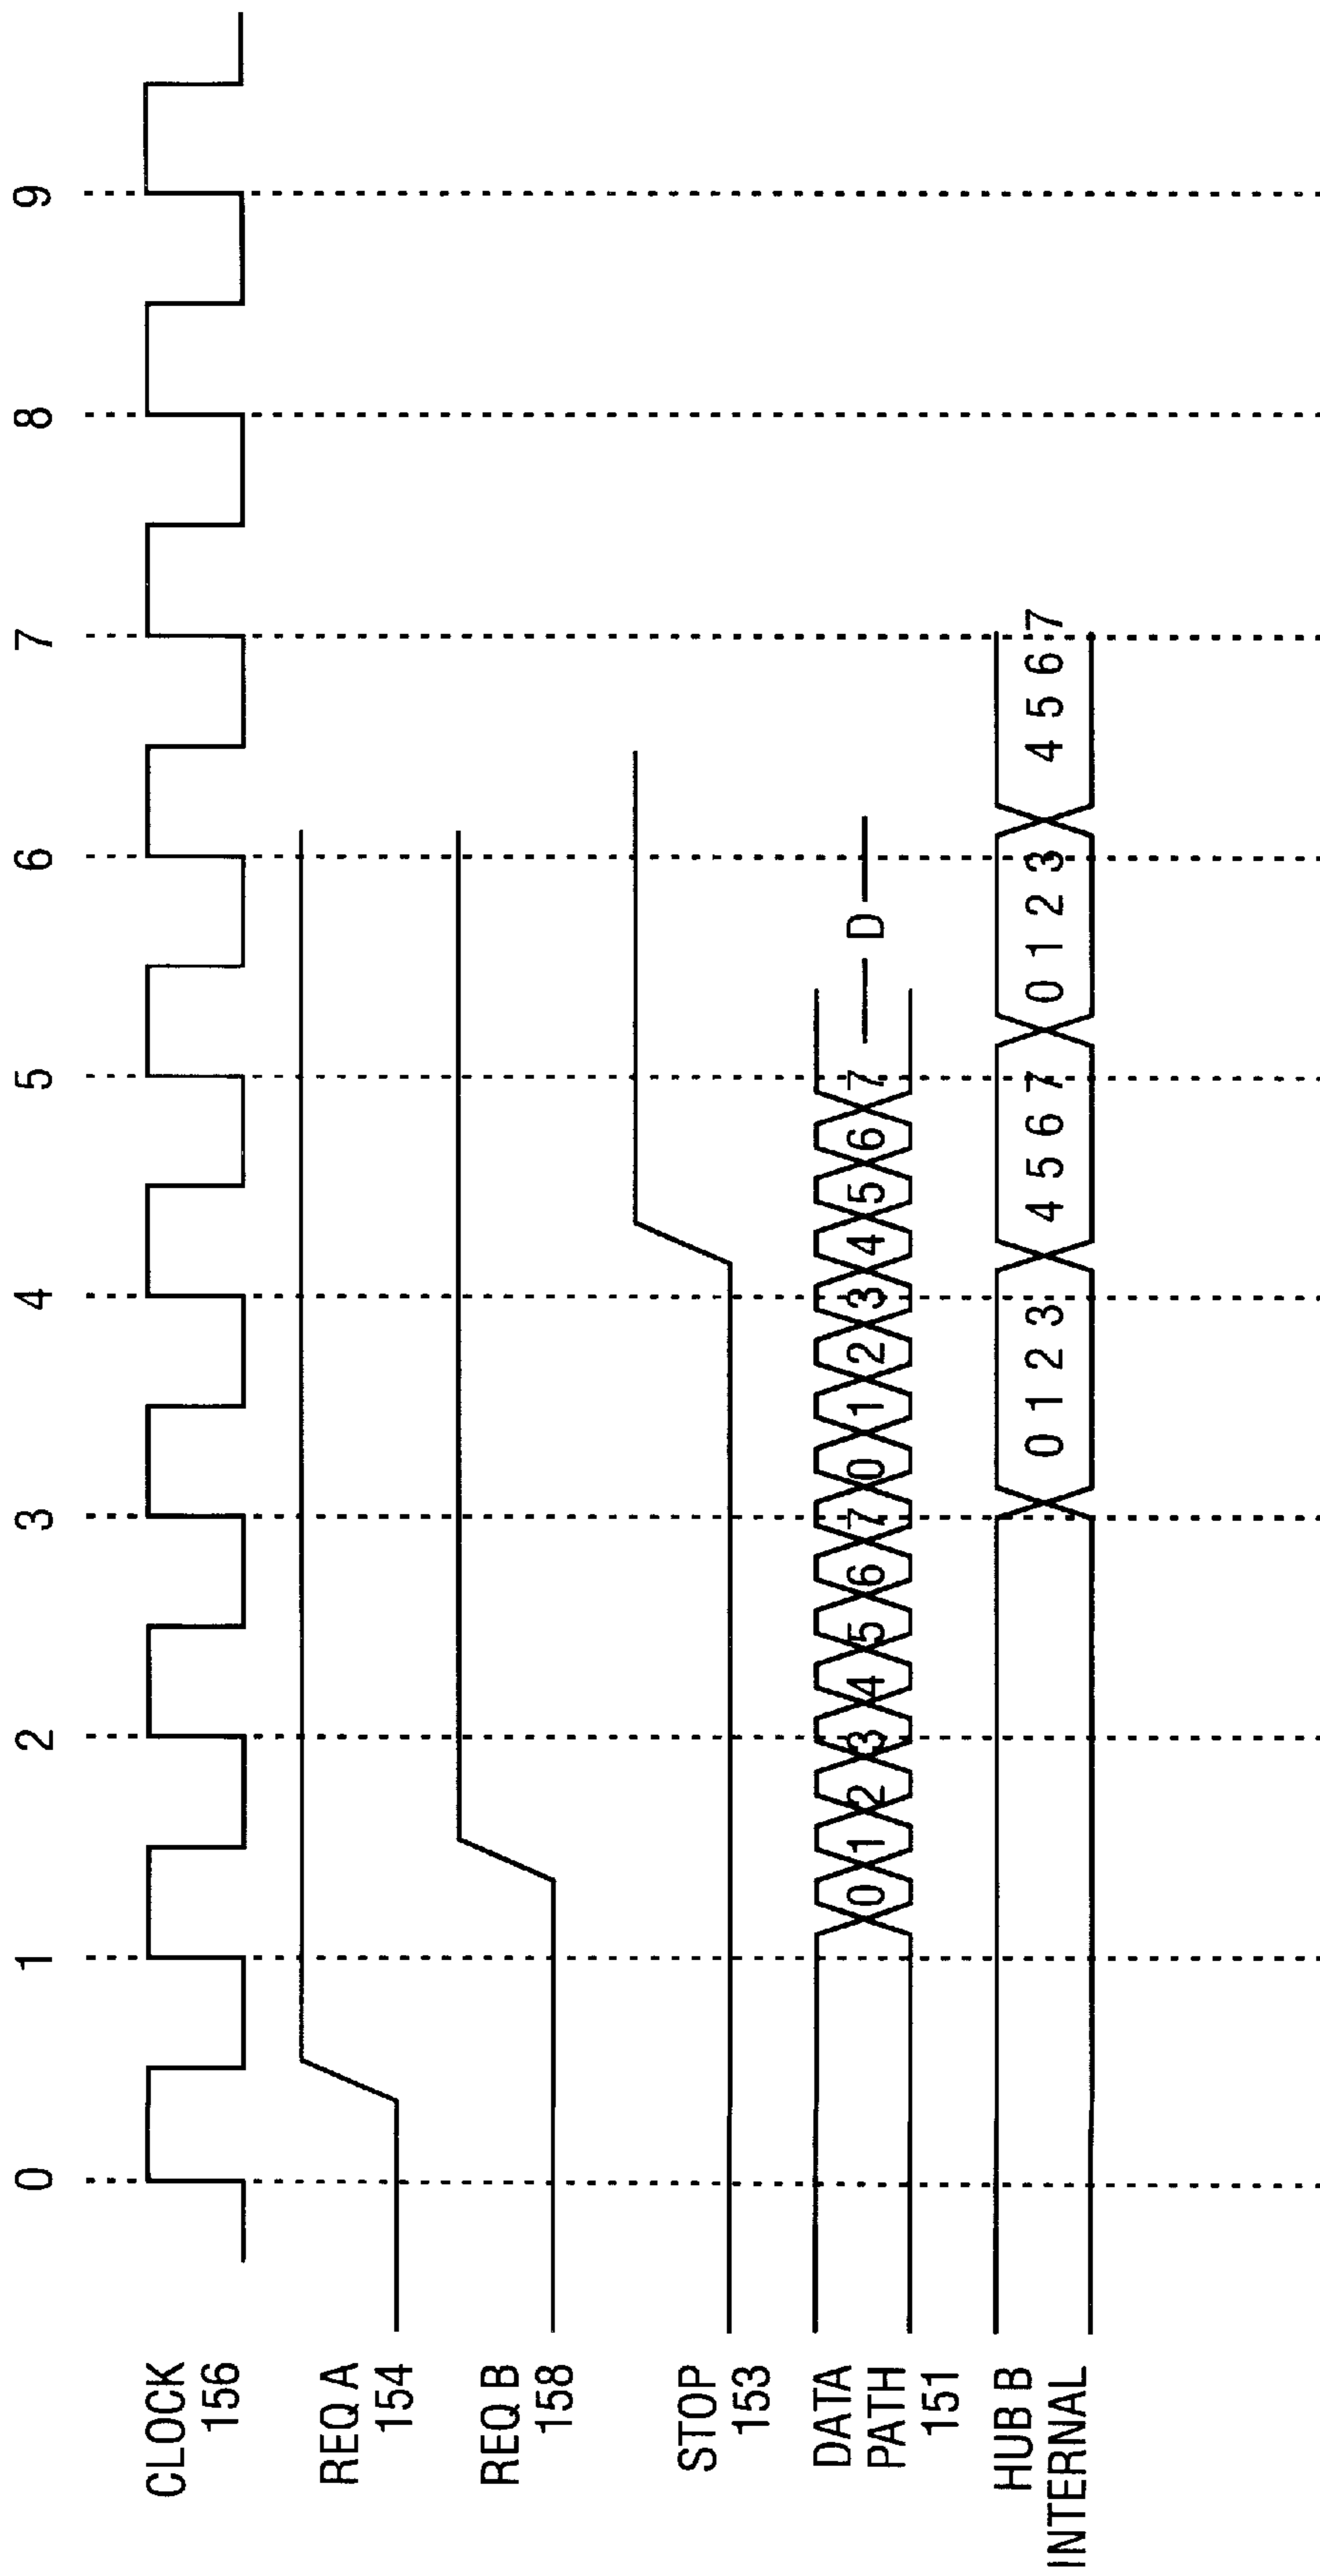 0 1 2 3 4 5 6 7 8 9
CLOCK
156
REQ A
154
REQ B
158
STOP
153
DATA
PATH
151
0 1 2 3 4 5 6 7 0 1 2 3 4 5 6 7 D
HUB B
INTERNAL
0 1 2 3 4 5 6 7 0 1 2 3 4 5 6 7